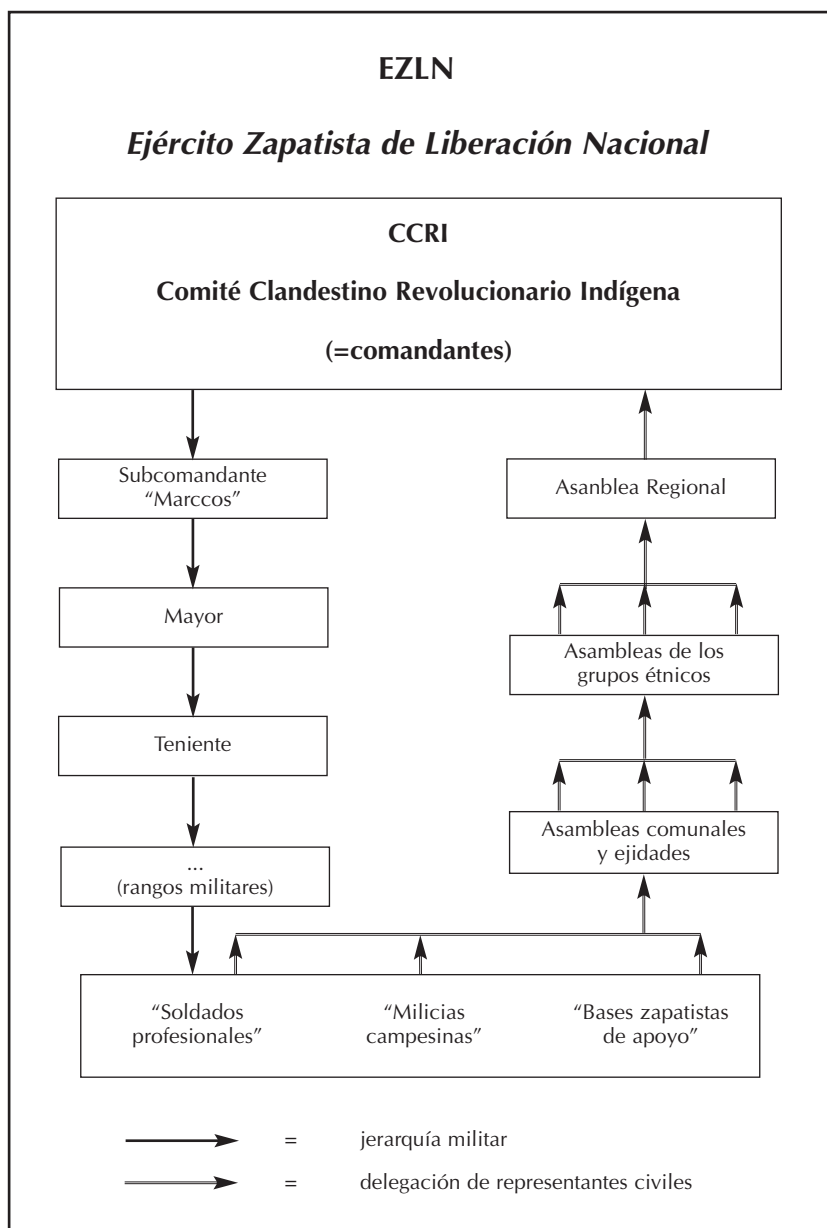 EZLN
Ejército Zapatista de Liberación Nacional
CCRI
Comité Clandestino Revolucionario Indígena
(=comandantes)
Subcomandante
“Marccos”
Mayor
Teniente
...
(rangos militares)
Asanblea Regional
Asambleas de los
grupos étnicos
Asambleas comunales
y ejidades
“Soldados
profesionales”
“Milicias
campesinas”
“Bases zapatistas
de apoyo”
= jerarquía militar
= delegación de representantes civiles